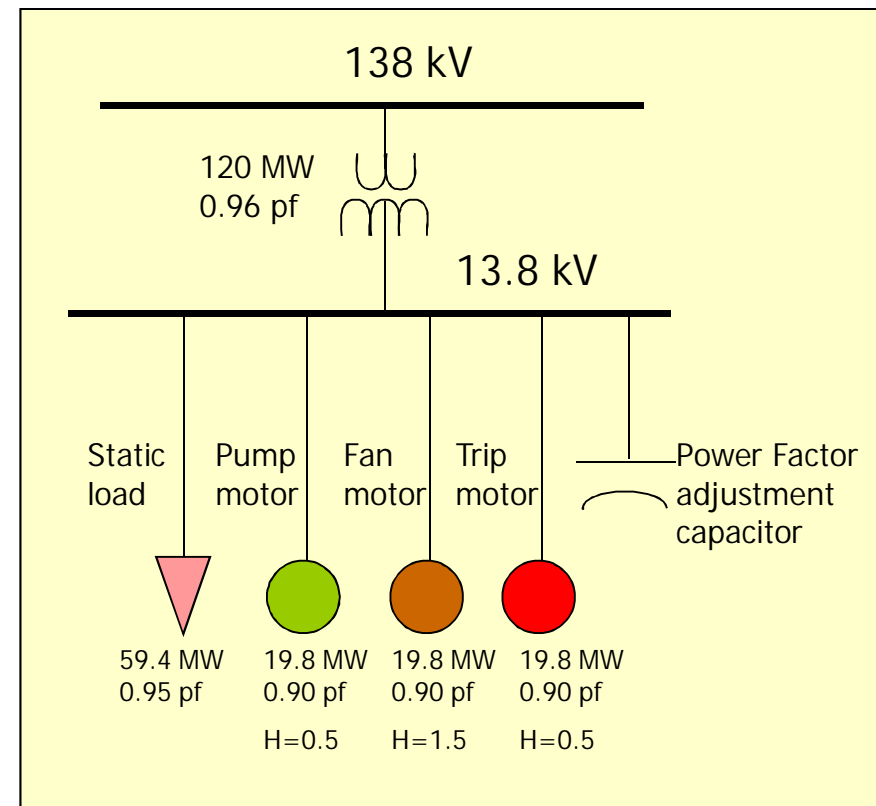 138 kV
120 MW
0.96 pf
13.8 kV
Static
load
Pump
motor
Fan
motor
Trip
motor
Power Factor
adjustment
capacitor
59.4 MW
0.95 pf
19.8 MW
0.90 pf
H=0.5
19.8 MW
0.90 pf
H=1.5
19.8 MW
0.90 pf
H=0.5